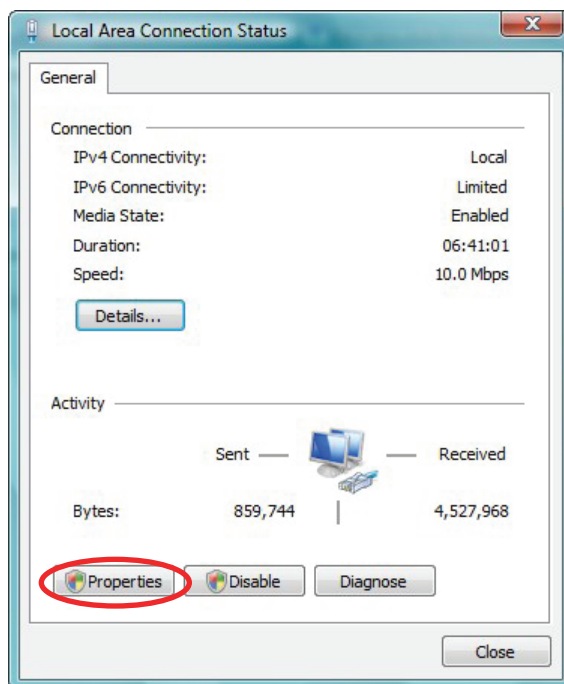 Local Area Connection Status
General
Connection
IPv4 Connectivity: Local
IPv6 Connectivity: Limited
Media State: Enabled
Duration: 06:41:01
Speed: 10.0 Mbps
Details...
Activity
Sent Received
Bytes: 859,744 4,527,968
Properties Disable Diagnose
Close